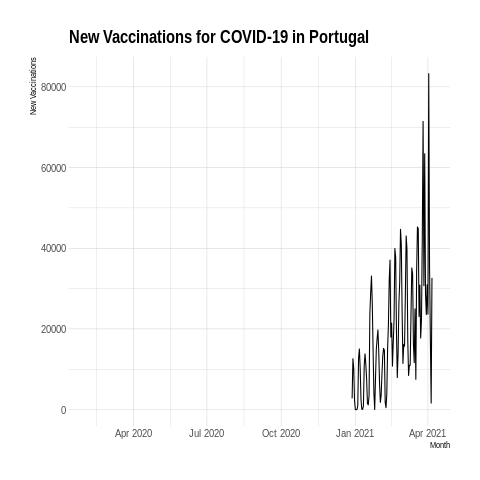 New Vaccinations for COVID-19 in Portugal
New Vaccinations
80000
60000
40000
20000
0
Apr 2020 Jul 2020 Oct 2020 Jan 2021 Apr 2021
Month